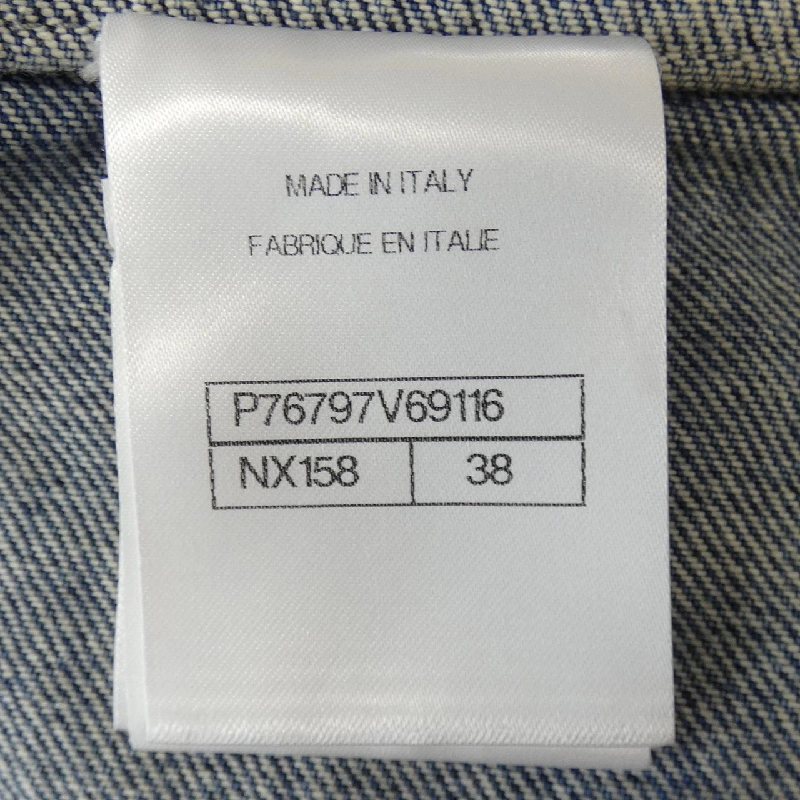 MADE IN ITALY
FABRIQUE EN ITALIE
P76797V69116
NX158 38